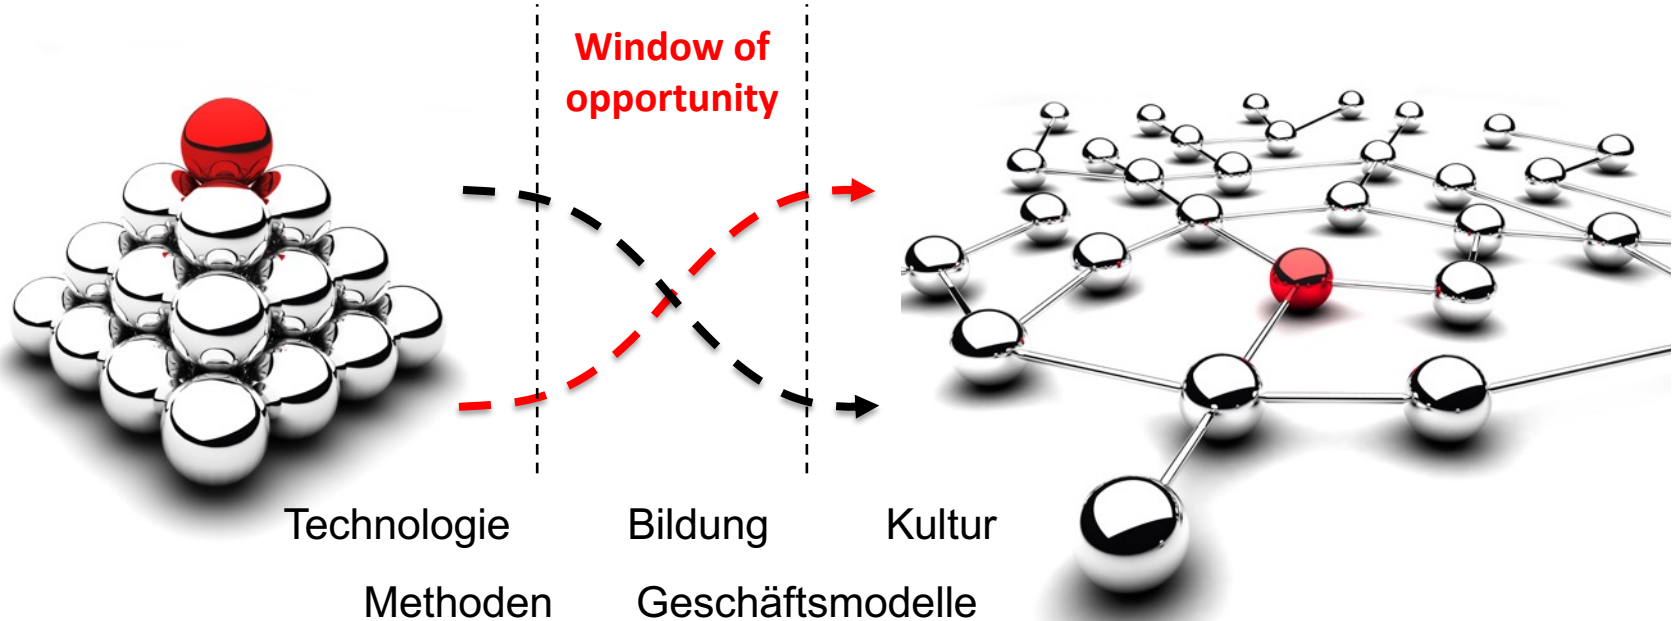 Window of
opportunity
Technologie Bildung Kultur
Methoden Geschäftsmodelle